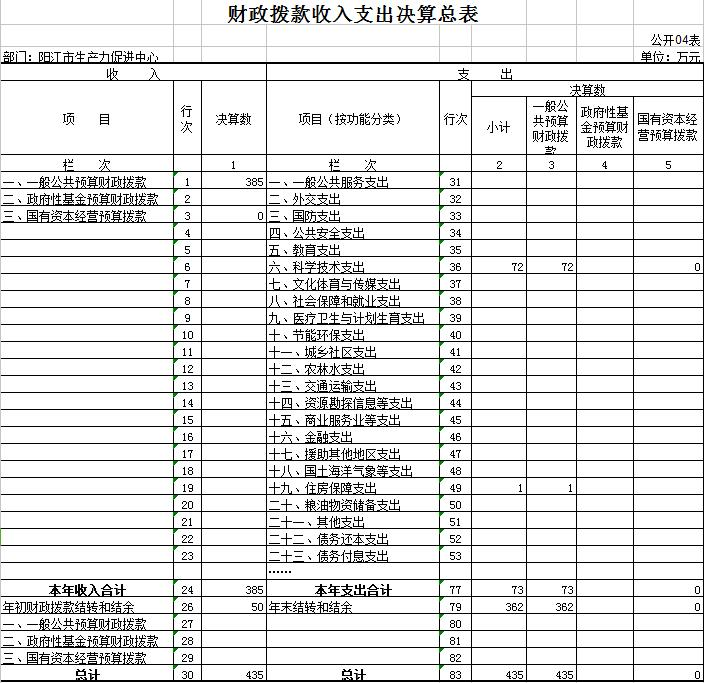 财政拨款收入支出决算总表
公开04表
部门：阳江市生产力促进中心 单位：万元
收 入 支 出
项 目 行次 决算数 项目（按功能分类） 行次 决算数
小计 一般公共预算财政拨款 政府性基金预算财政拨款 国有资本经营预算拨款
栏 次 1 栏 次 2 3 4 5
一、一般公共预算财政拨款 1 385 一、一般公共服务支出 31
二、政府性基金预算财政拨款 2 二、外交支出 32
三、国有资本经营预算拨款 3 0 三、国防支出 33
4 四、公共安全支出 34
5 五、教育支出 35
6 六、科学技术支出 36 72 72 0
7 七、文化体育与传媒支出 37
8 八、社会保障和就业支出 38
9 九、医疗卫生与计划生育支出 39
10 十、节能环保支出 40
11 十一、城乡社区支出 41
12 十二、农林水支出 42
13 十三、交通运输支出 43
14 十四、资源勘探信息等支出 44
15 十五、商业服务业等支出 45
16 十六、金融支出 46
17 十七、援助其他地区支出 47
18 十八、国土海洋气象等支出 48
19 十九、住房保障支出 49 1 1
20 二十、粮油物资储备支出 50
21 二十一、其他支出 51
22 二十二、债务还本支出 52
23 二十三、债务付息支出 53
……
本年收入合计 24 385 本年支出合计 77 73 73 0
年初财政拨款结转和结余 26 50 年末结转和结余 79 362 362 0
一、一般公共预算财政拨款 27 80
二、政府性基金预算财政拨款 28 81
三、国有资本经营预算拨款 29 82
总计 30 435 总计 83 435 435 0